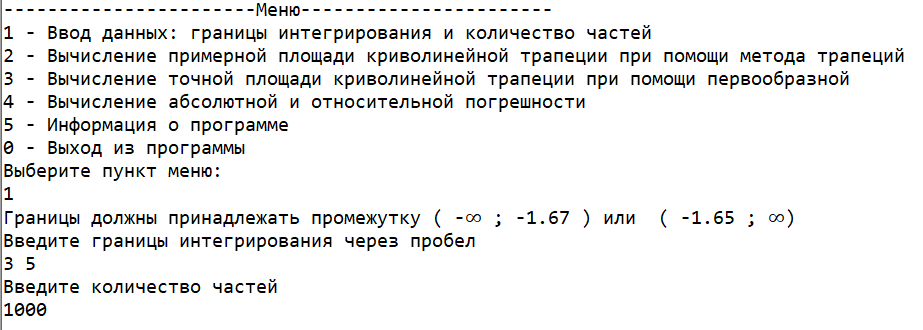 ------------------------Меню------------------------
1 - Ввод данных: границы интегрирования и количество частей
2 - Вычисление примерной площади криволинейной трапеции при помощи метода трапеций
3 - Вычисление точной площади криволинейной трапеции при помощи первообразной
4 - Вычисление абсолютной и относительной погрешности
5 - Информация о программе
0 - Выход из программы
Выберите пункт меню:
1
Границы должны принадлежать промежутку ( -∞ ; -1.67 ) или  ( -1.65 ; ∞)
Введите границы интегрирования через пробел
3 5
Введите количество частей
1000